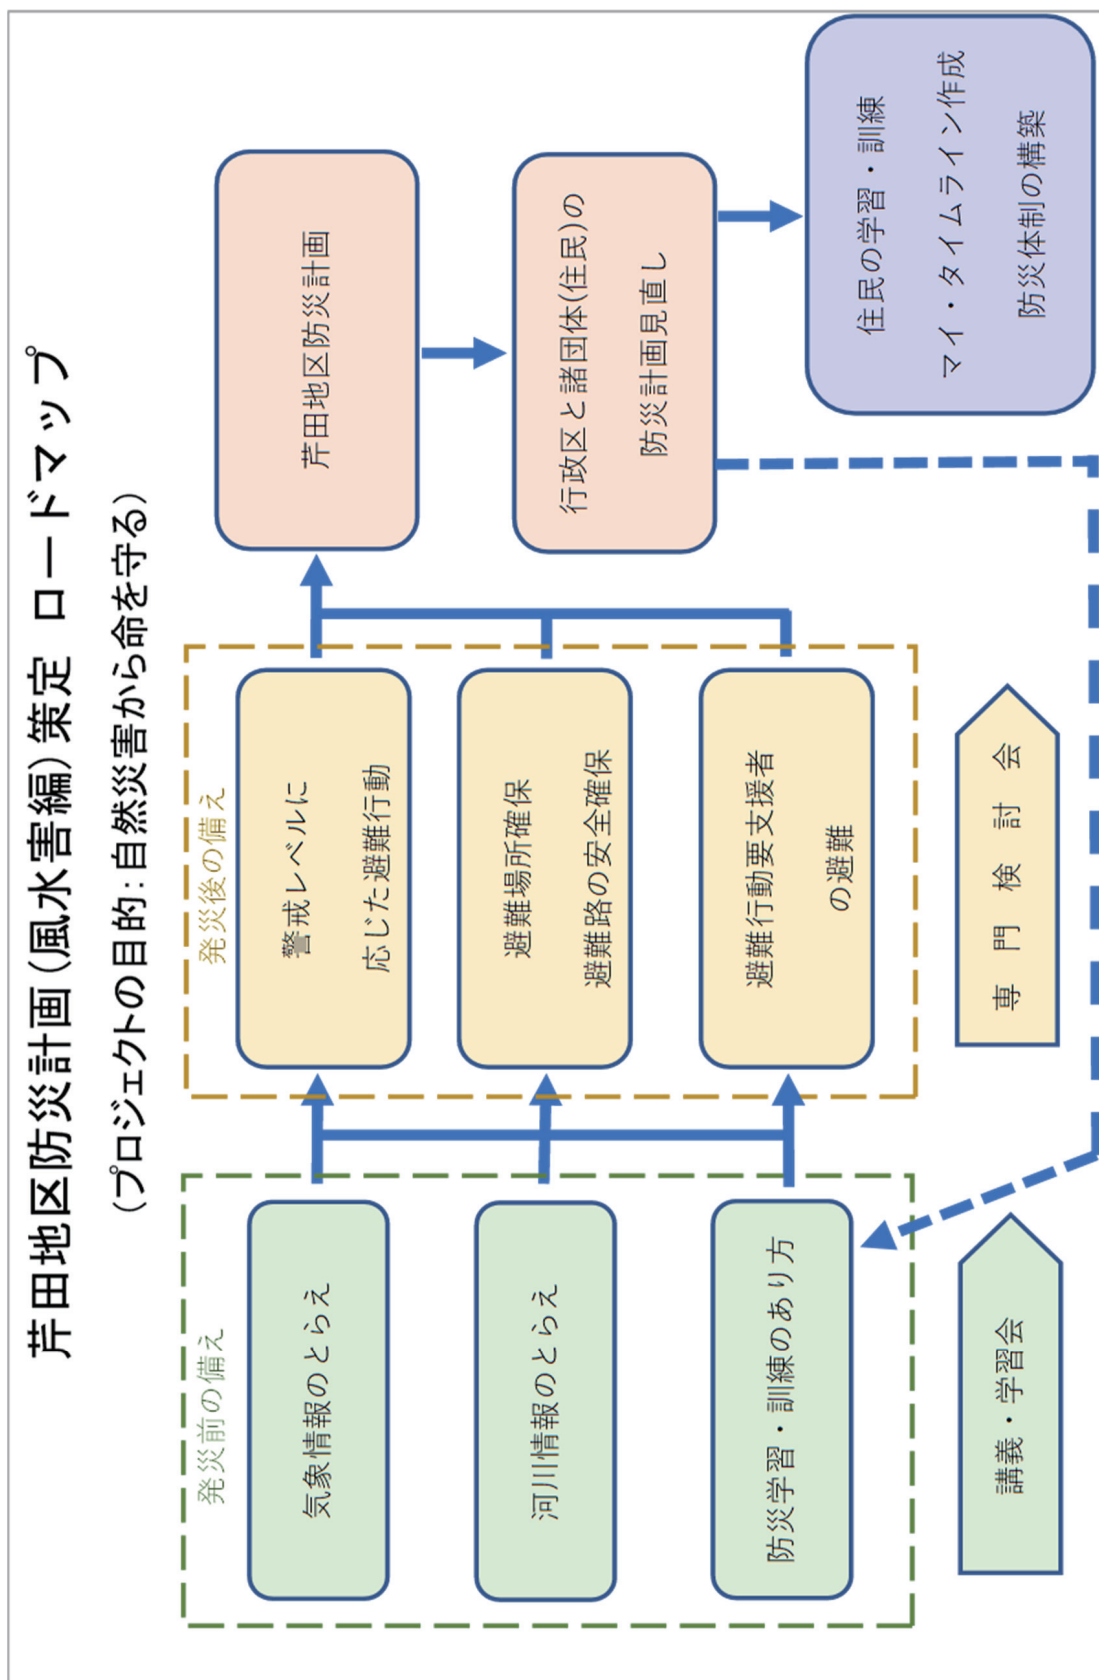 芹田地区防災計画(風水害編)策定 ロードマップ
(プロジェクトの目的:自然災害から命を守る)
発災前の備え
気象情報のとらえ
河川情報のとらえ
防災学習・訓練のあり方
講義・学習会
発災後の備え
警戒レベルに
応じた避難行動
避難場所確保
避難路の安全確保
避難行動要支援者
の避難
専門検討会
芹田地区防災計画
行政区と諸団体(住民)の
防災計画見直し
住民の学習・訓練
マイ・タイムライン作成
防災体制の構築